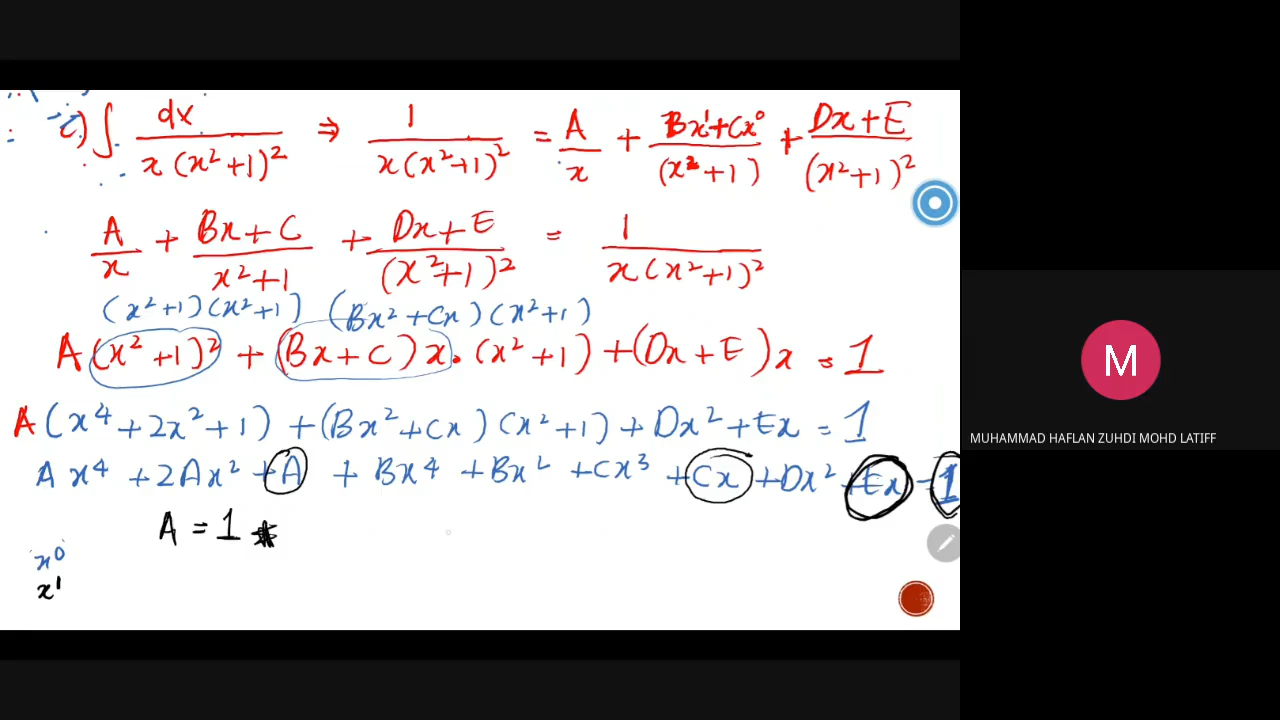 c) ∫ dx / x(x²+1)² ⇒ 1 / x(x²+1)² = A/x + Bx¹+Cx⁰ / (x²+1) + Dx+E / (x²+1)²
A/x + Bx+C / x²+1 + Dx+E / (x²+1)² = 1 / x(x²+1)²
(x²+1)(x²+1) (Bx²+Cx)(x²+1)
A(x²+1)² + (Bx+C)x·(x²+1) + (Dx+E)x = 1
A(x⁴+2x²+1) + (Bx²+Cx)(x²+1) + Dx²+Ex = 1
Ax⁴ + 2Ax² + A + Bx⁴ + Bx² + Cx³ + Cx + Dx² + Ex = 1
A = 1
x⁰
x¹
M
MUHAMMAD HAFLAN ZUHDI MOHD LATIFF